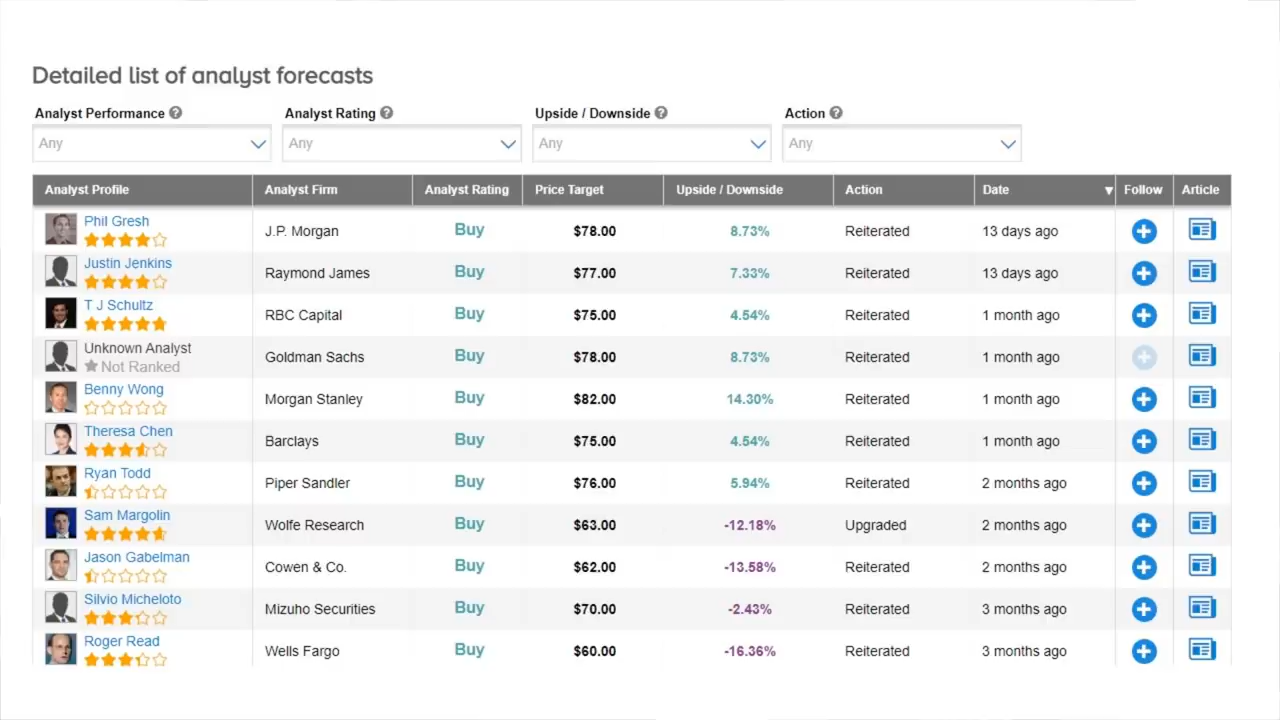 Detailed list of analyst forecasts
Analyst Performance Analyst Rating Upside / Downside Action
Any Any Any Any
Analyst Profile Analyst Firm Analyst Rating Price Target Upside / Downside Action Date Follow Article
Phil Gresh J.P. Morgan Buy $78.00 8.73% Reiterated 13 days ago
Justin Jenkins Raymond James Buy $77.00 7.33% Reiterated 13 days ago
T J Schultz RBC Capital Buy $75.00 4.54% Reiterated 1 month ago
Unknown Analyst Goldman Sachs Buy $78.00 8.73% Reiterated 1 month ago
Not Ranked
Benny Wong Morgan Stanley Buy $82.00 14.30% Reiterated 1 month ago
Theresa Chen Barclays Buy $75.00 4.54% Reiterated 1 month ago
Ryan Todd Piper Sandler Buy $76.00 5.94% Reiterated 2 months ago
Sam Margolin Wolfe Research Buy $63.00 -12.18% Upgraded 2 months ago
Jason Gabelman Cowen & Co. Buy $62.00 -13.58% Reiterated 2 months ago
Silvio Micheloto Mizuho Securities Buy $70.00 -2.43% Reiterated 3 months ago
Roger Read Wells Fargo Buy $60.00 -16.36% Reiterated 3 months ago